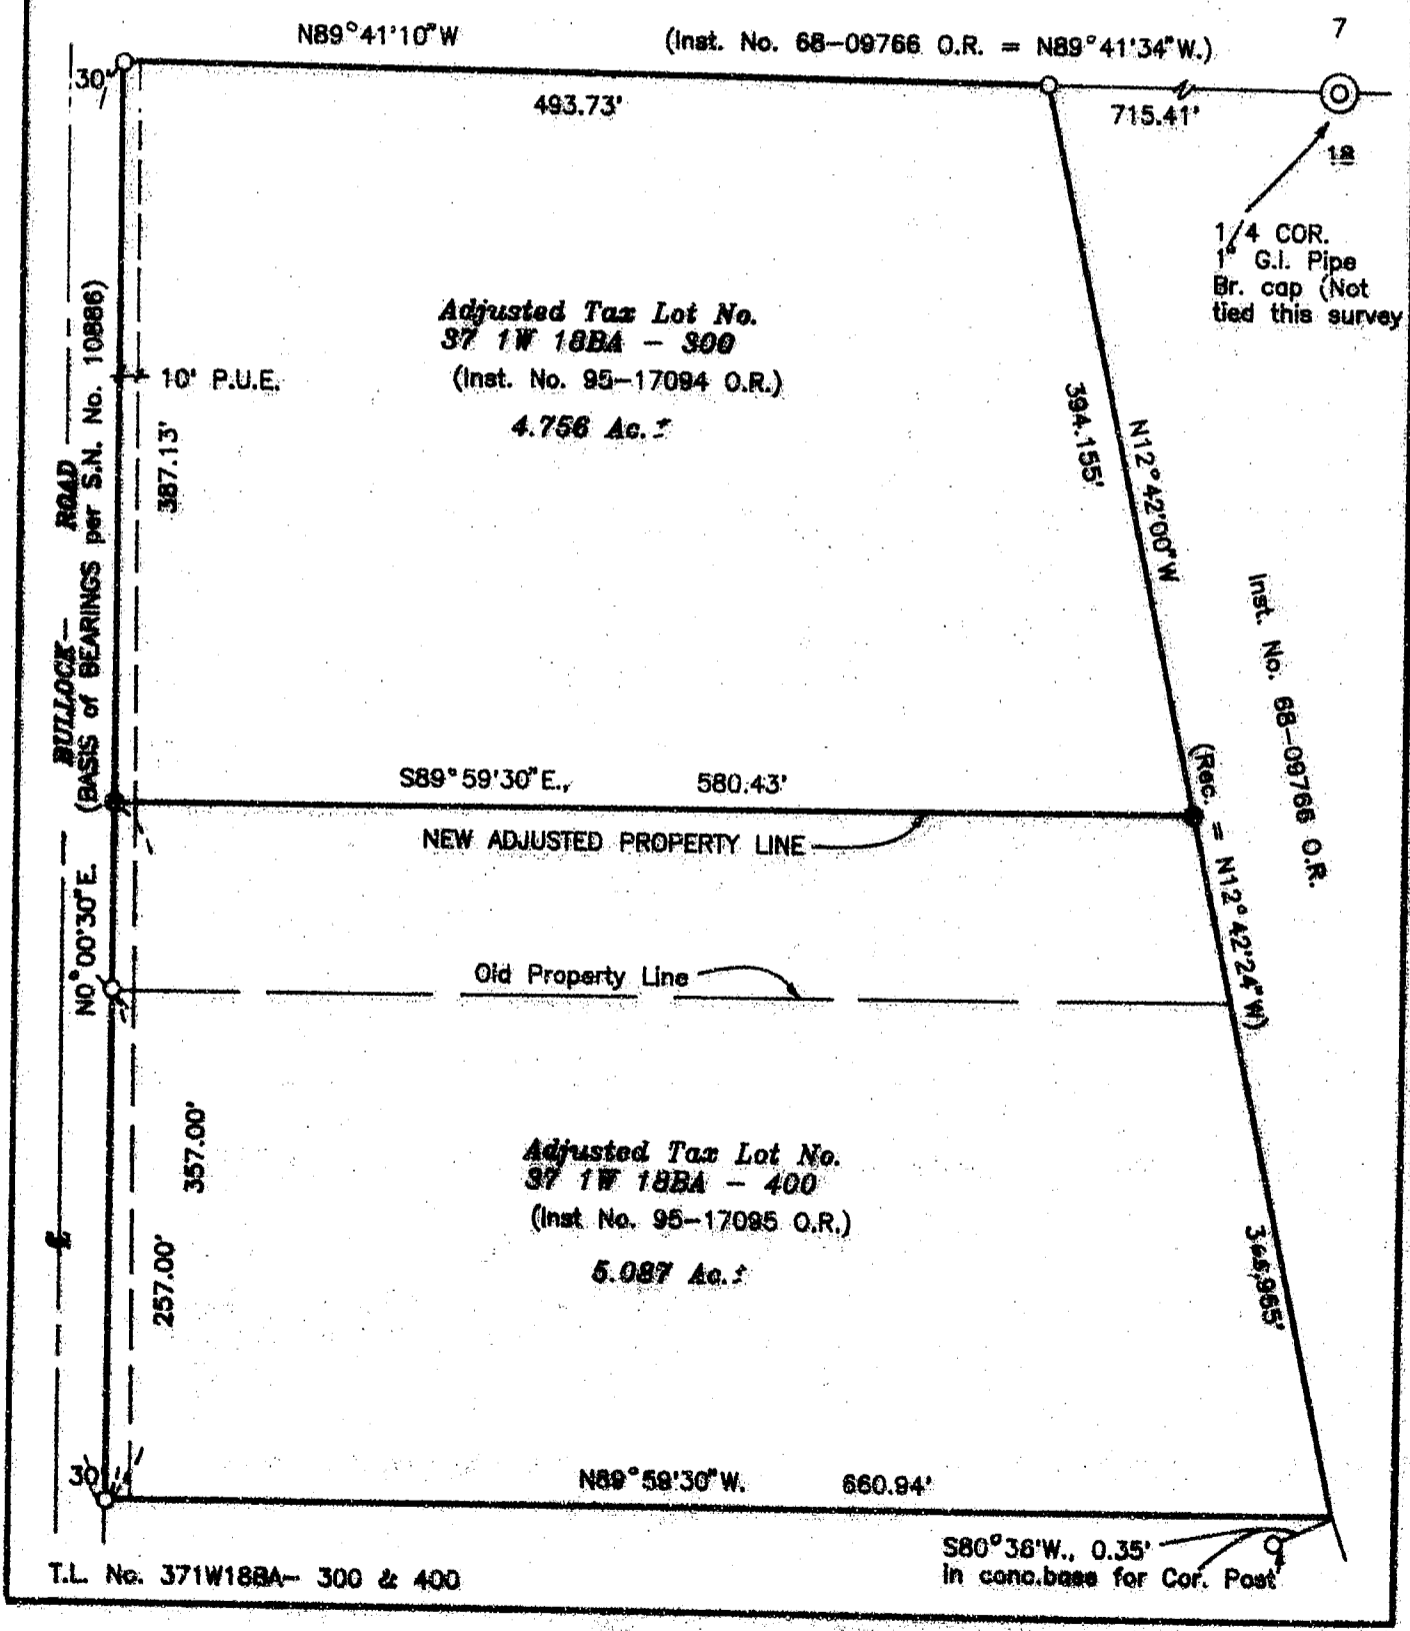 N89°41'10"W
(Inst. No. 68-09766 O.R. = N89°41'34"W.)
7
30'
493.73'
715.41'
18
1/4 COR.
1" G.I. Pipe
Br. cap (Not
tied this survey
Adjusted Tax Lot No.
37 1W 18BA - 300
(Inst. No. 95-17094 O.R.)
4.756 Ac. ±
10' P.U.E.
387.13'
BULLOCK ROAD
(BASIS of BEARINGS per S.N. No. 10886)
N0°00'30"E.
394.155'
N12°42'00"W
Inst. No. 68-09766 O.R.
(Rec. = N12°42'24"W)
S89°59'30"E., 580.43'
NEW ADJUSTED PROPERTY LINE
Old Property Line
357.00'
257.00'
Adjusted Tax Lot No.
37 1W 18BA - 400
(Inst No. 95-17095 O.R.)
5.087 Ac. ±
30
N89°59'30"W. 660.94'
S80°36'W., 0.35'
in conc.base for Cor. Post
T.L. No. 371W18BA- 300 & 400